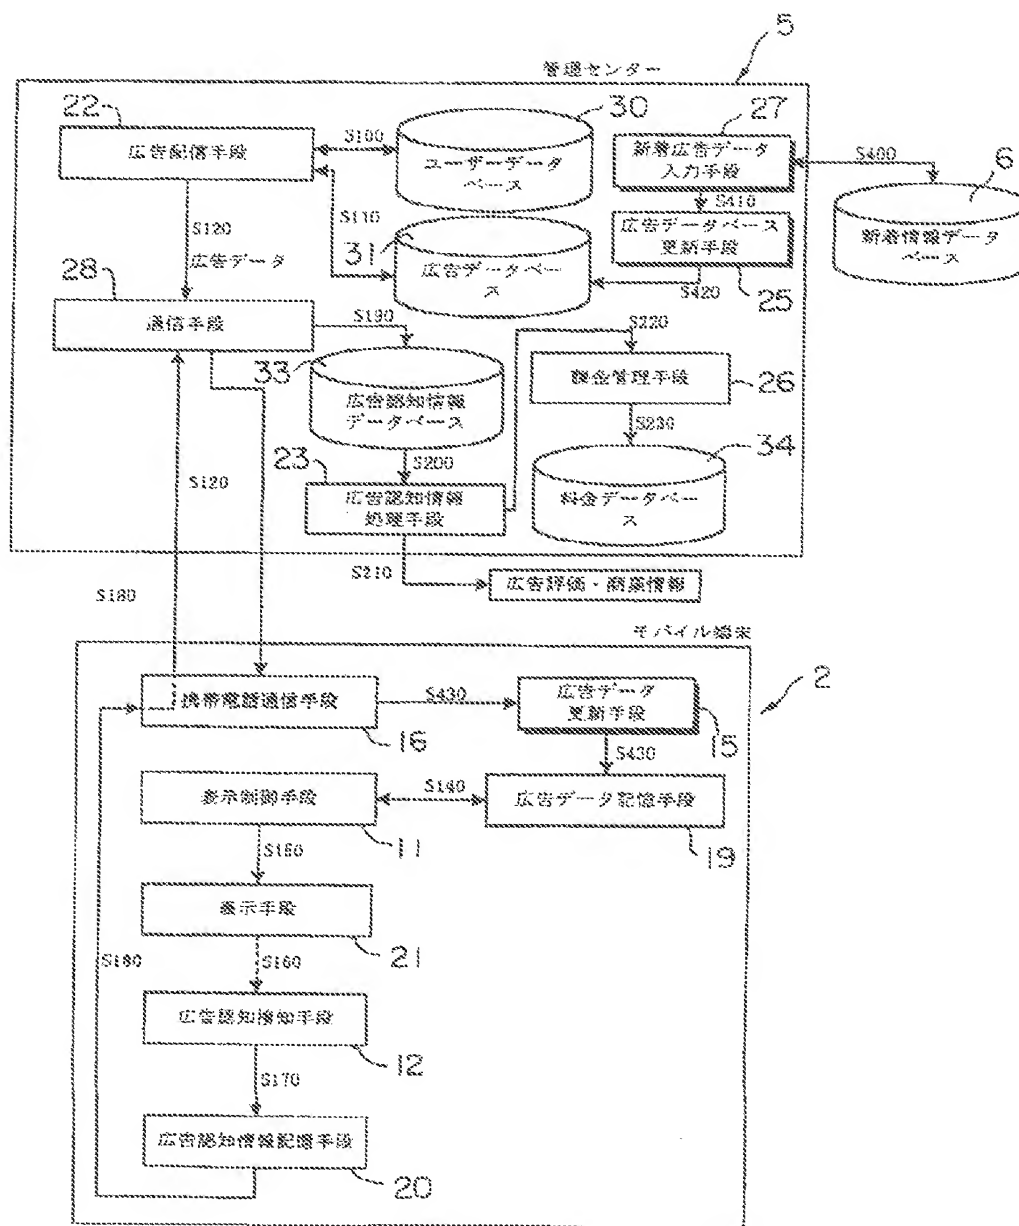 5
管理センター
22
広告配信手段
S100
30
ユーザーデータ
ベース
27
新着広告データ
入力手段
S400
6
新着情報データ
ベース
S410
広告データベース
更新手段
25
S420
S110
31
広告データベー
ス
S120
広告データ
28
通信手段
S190
33
広告認知情報
データベース
S220
課金管理手段
26
S230
34
料金データベー
ス
S200
23
広告認知情報
処理手段
S120
S210
広告評価・商業情報
S180
モバイル端末
2
携帯電話通信手段
16
S430
広告データ
更新手段
15
S430
表示制御手段
11
S140
広告データ記憶手段
19
S150
表示手段
21
S180
S160
広告認知検知手段
12
S170
広告認知情報記憶手段
20